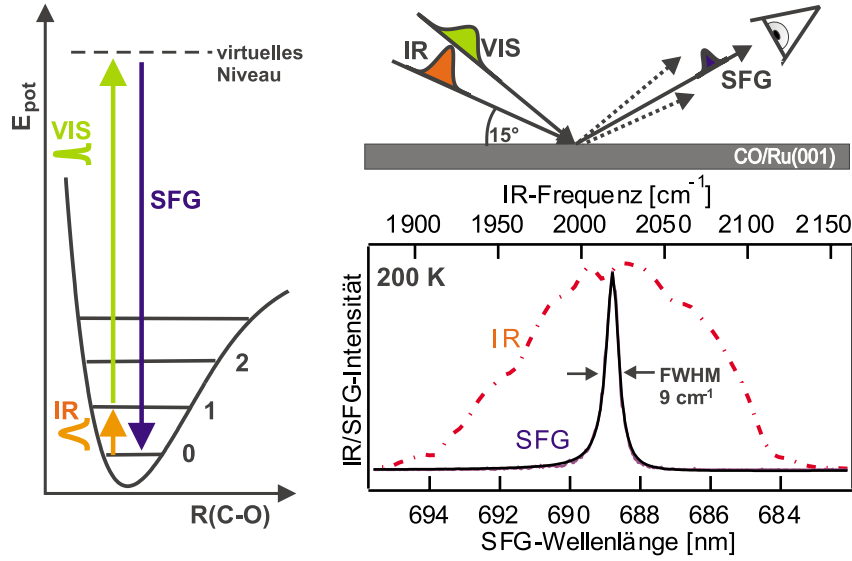 virtuelles
Niveau
E_pot
VIS
SFG
2
1
0
IR
R(C-O)
IR
VIS
SFG
15°
CO/Ru(001)
IR-Frequenz [cm⁻¹]
1900 1950 2000 2050 2100 2150
200 K
IR/SFG-Intensität
IR
FWHM
9 cm⁻¹
SFG
694 692 690 688 686 684
SFG-Wellenlänge [nm]